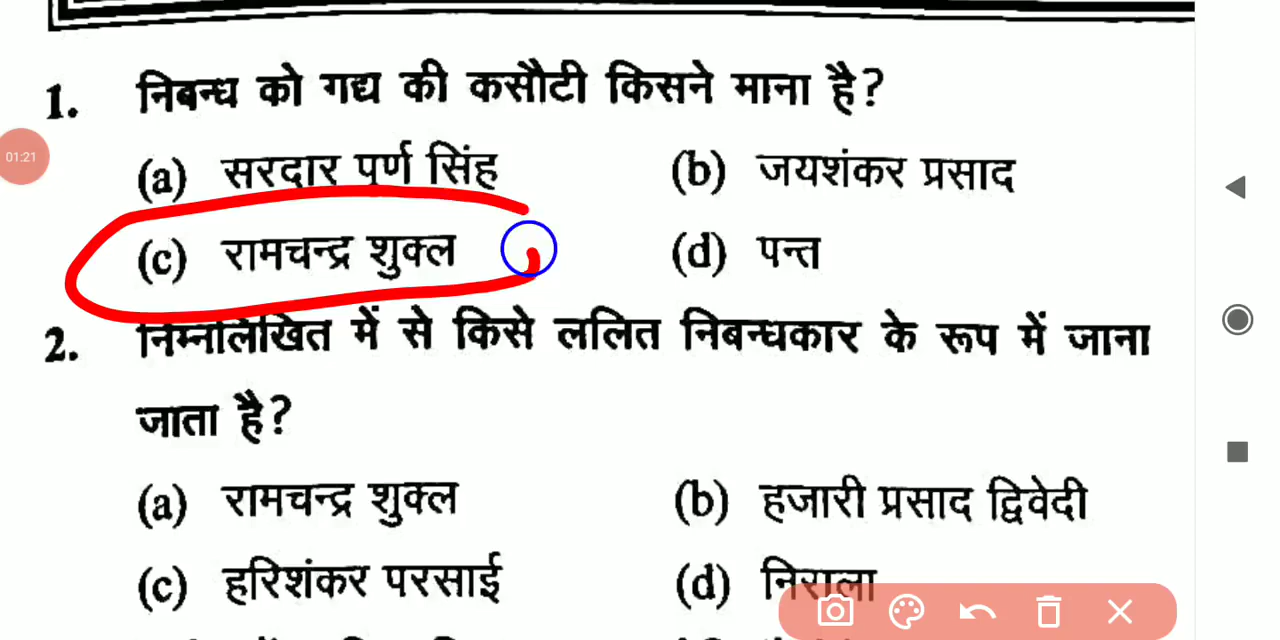 1. निबन्ध को गद्य की कसौटी किसने माना है?
01:21
(a) सरदार पूर्ण सिंह (b) जयशंकर प्रसाद
(c) रामचन्द्र शुक्ल (d) पन्त
2. निम्नलिखित में से किसे ललित निबन्धकार के रूप में जाना
जाता है?
(a) रामचन्द्र शुक्ल (b) हजारी प्रसाद द्विवेदी
(c) हरिशंकर परसाई (d) निराला